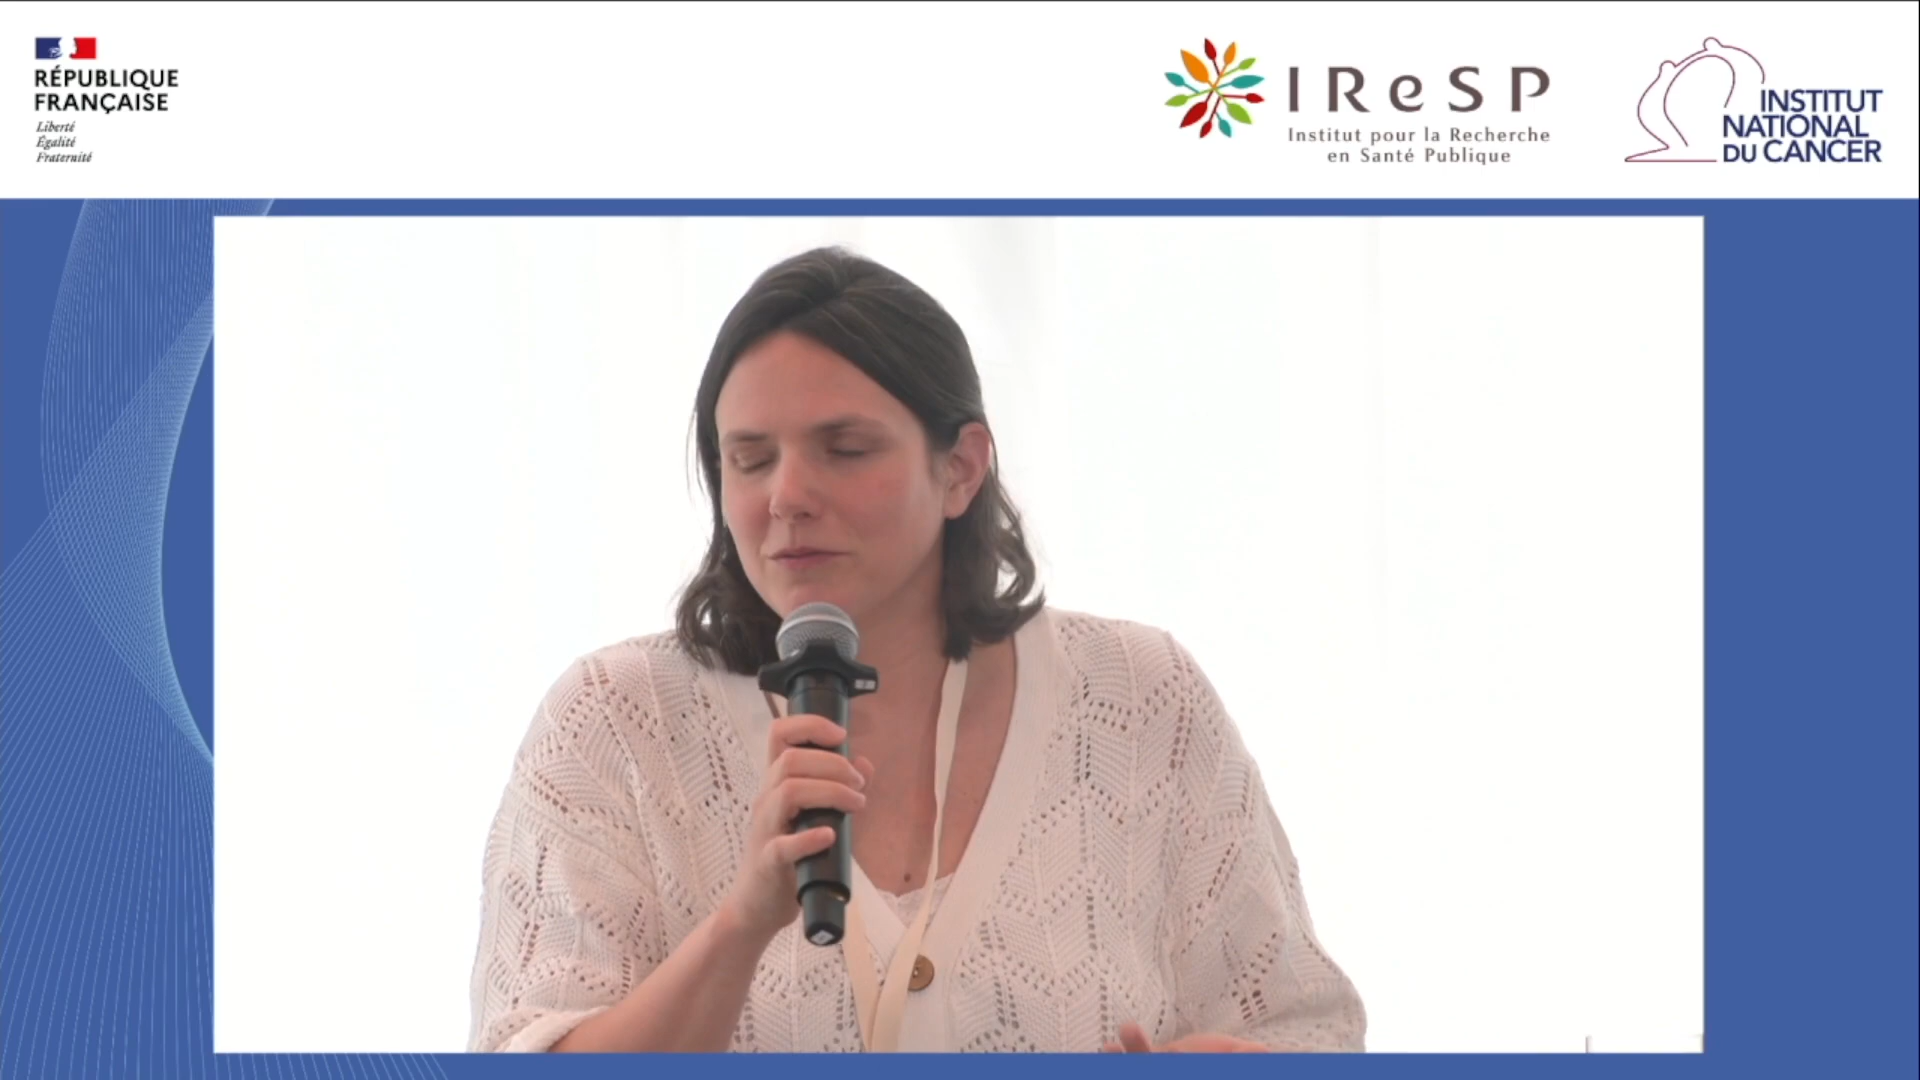 RÉPUBLIQUE
FRANÇAISE
Liberté
Égalité
Fraternité
IReSP
Institut pour la Recherche
en Santé Publique
INSTITUT
NATIONAL
DU CANCER